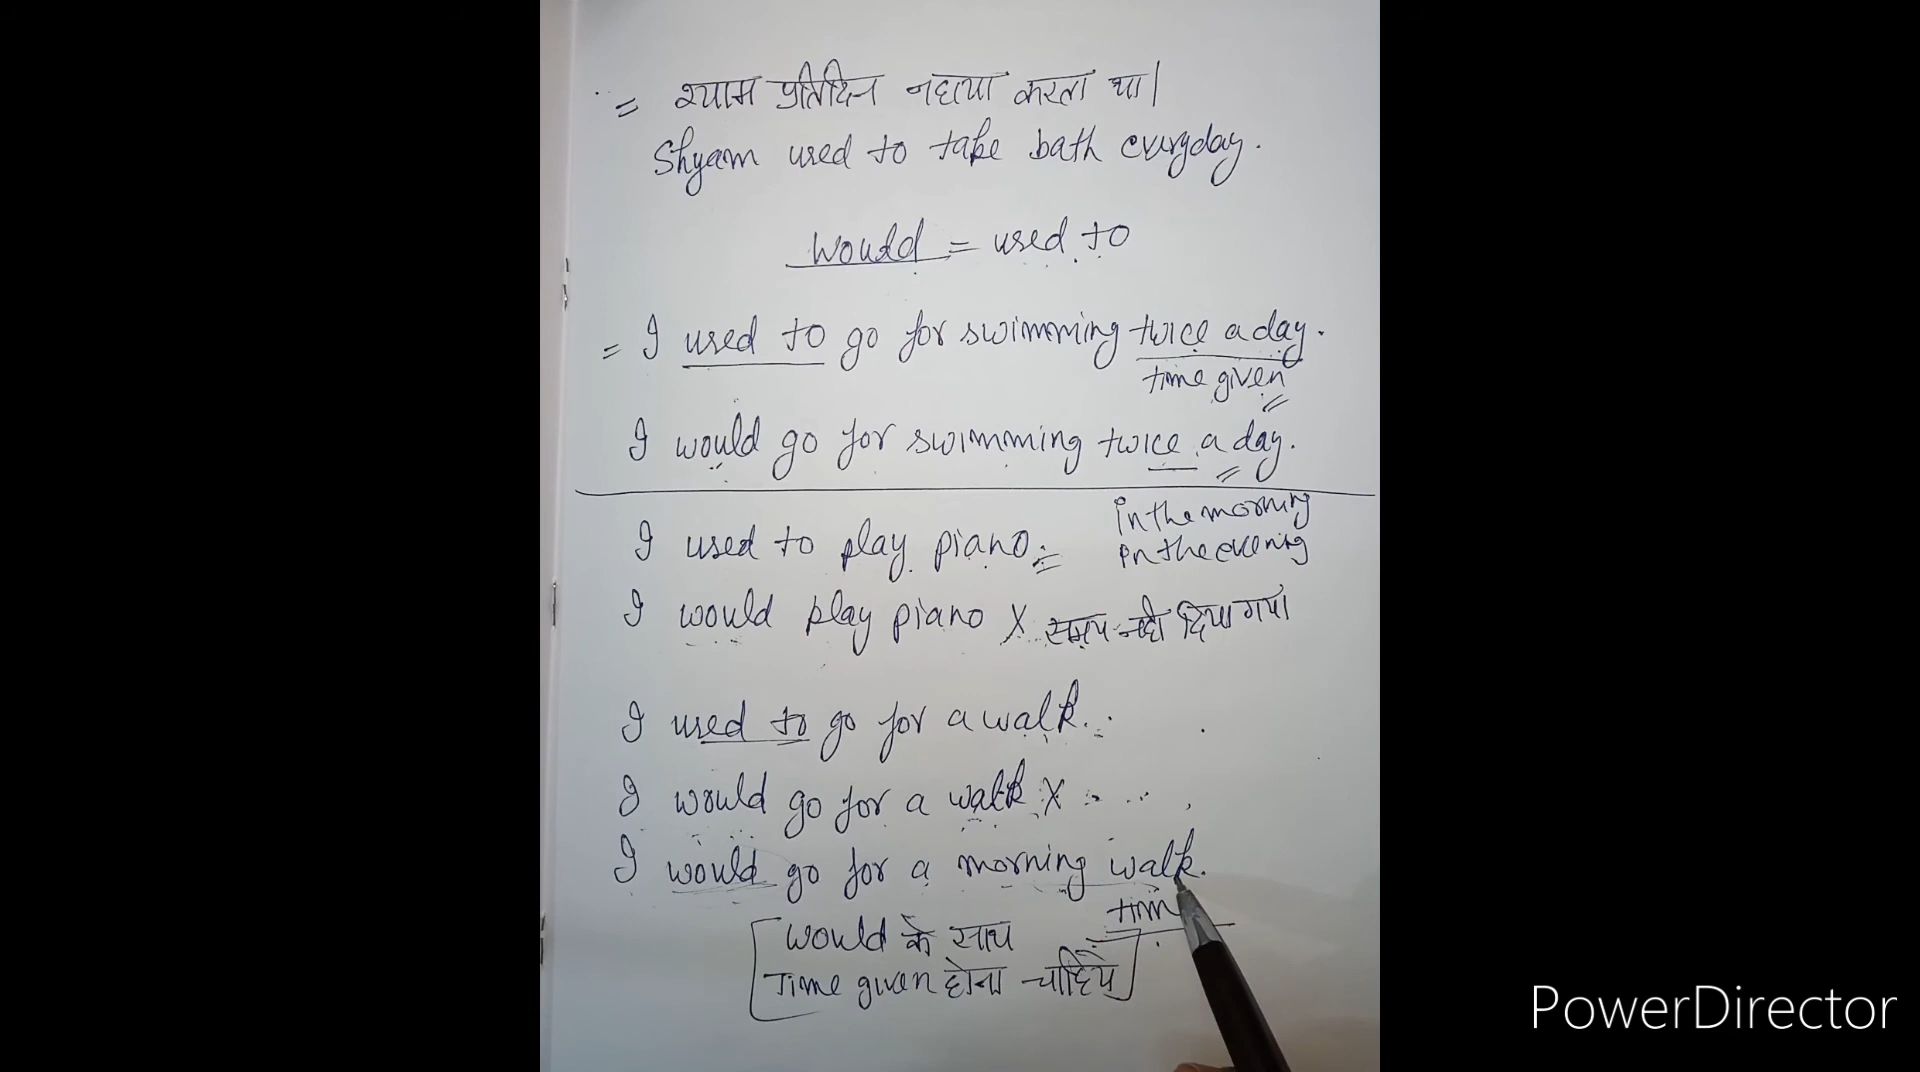 = श्याम प्रतिदिन नहाया करता था।
Shyam used to take bath everyday.
Would = used to
= I used to go for swimming twice a day.
time given
I would go for swimming twice a day.
I used to play piano.
in the morning
in the evening
I would play piano X समय नही दिया गया
I used to go for a walk.
I would go for a walk X
I would go for a morning walk.
time
[would के साथ
Time given होना चाहिये]
PowerDirector